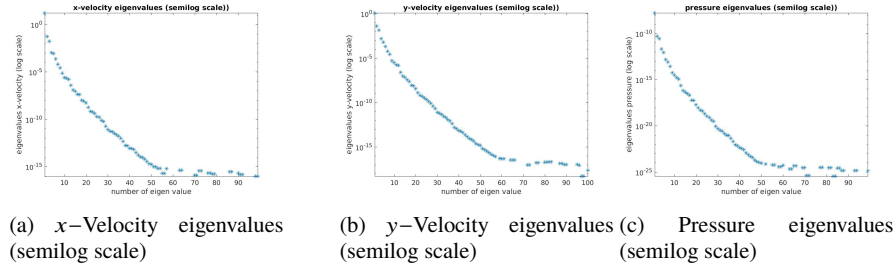 x-velocity eigenvalues (semilog scale))
eigenvalues x-velocity (log scale)
10^0
10^-5
10^-10
10^-15
10 20 30 40 50 60 70 80 90
number of eigen value
y-velocity eigenvalues (semilog scale))
eigenvalues y-velocity (log scale)
10^0
10^-5
10^-10
10^-15
10 20 30 40 50 60 70 80 90 100
number of eigen value
pressure eigenvalues (semilog scale))
eigenvalues pressure (log scale)
10^-10
10^-15
10^-20
10^-25
10 20 30 40 50 60 70 80 90
number of eigen value
(a) x–Velocity eigenvalues
(semilog scale)
(b) y–Velocity eigenvalues
(semilog scale)
(c) Pressure eigenvalues
(semilog scale)